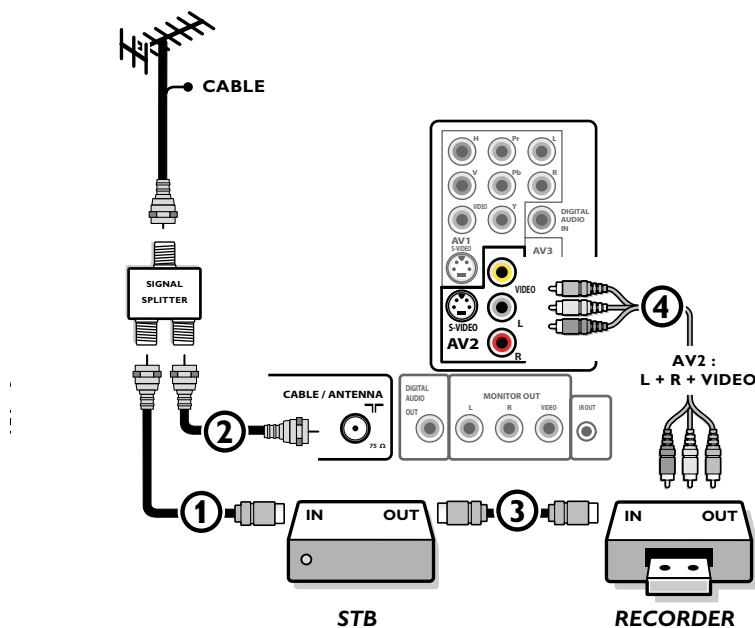 CABLE
H
Pr
L
V
Pb
R
VIDEO
Y
DIGITAL
AUDIO
IN
AV1
S-VIDEO
AV3
SIGNAL
SPLITTER
VIDEO
S-VIDEO
L
AV2
R
4
AV2 :
L + R + VIDEO
CABLE / ANTENNA
75 Ω
DIGITAL
AUDIO
OUT
MONITOR OUT
L
R
VIDEO
IR OUT
2
1
IN
OUT
3
IN
OUT
STB
RECORDER